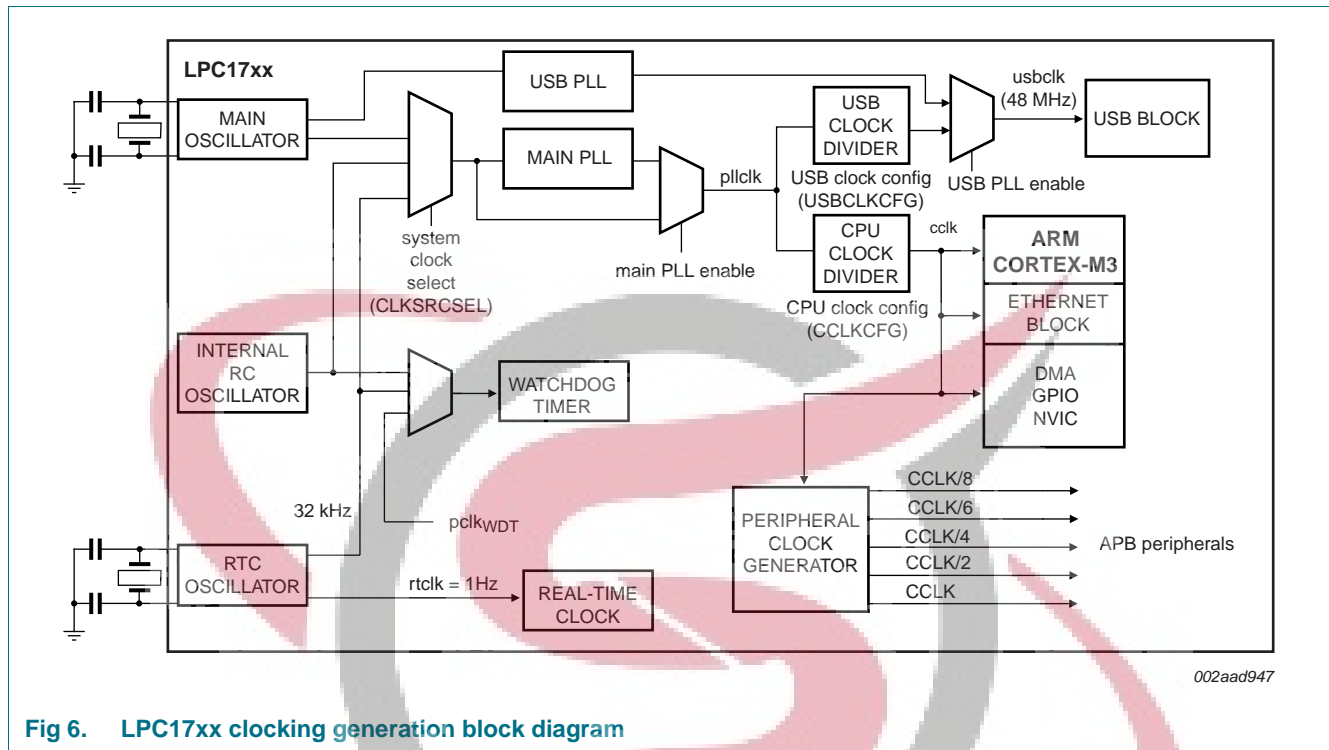 LPC17xx
MAIN
OSCILLATOR
USB PLL
MAIN PLL
system
clock
select
(CLKSRCSEL)
main PLL enable
pllclk
USB
CLOCK
DIVIDER
USB clock config
(USBCLKCFG)
CPU
CLOCK
DIVIDER
CPU clock config
(CCLKCFG)
usbclk
(48 MHz)
USB BLOCK
USB PLL enable
cclk
ARM
CORTEX-M3
ETHERNET
BLOCK
DMA
GPIO
NVIC
INTERNAL
RC
OSCILLATOR
WATCHDOG
TIMER
32 kHz
pclkWDT
RTC
OSCILLATOR
rtclk = 1Hz
REAL-TIME
CLOCK
PERIPHERAL
CLOCK
GENERATOR
CCLK/8
CCLK/6
CCLK/4
CCLK/2
CCLK
APB peripherals
002aad947
Fig 6. LPC17xx clocking generation block diagram